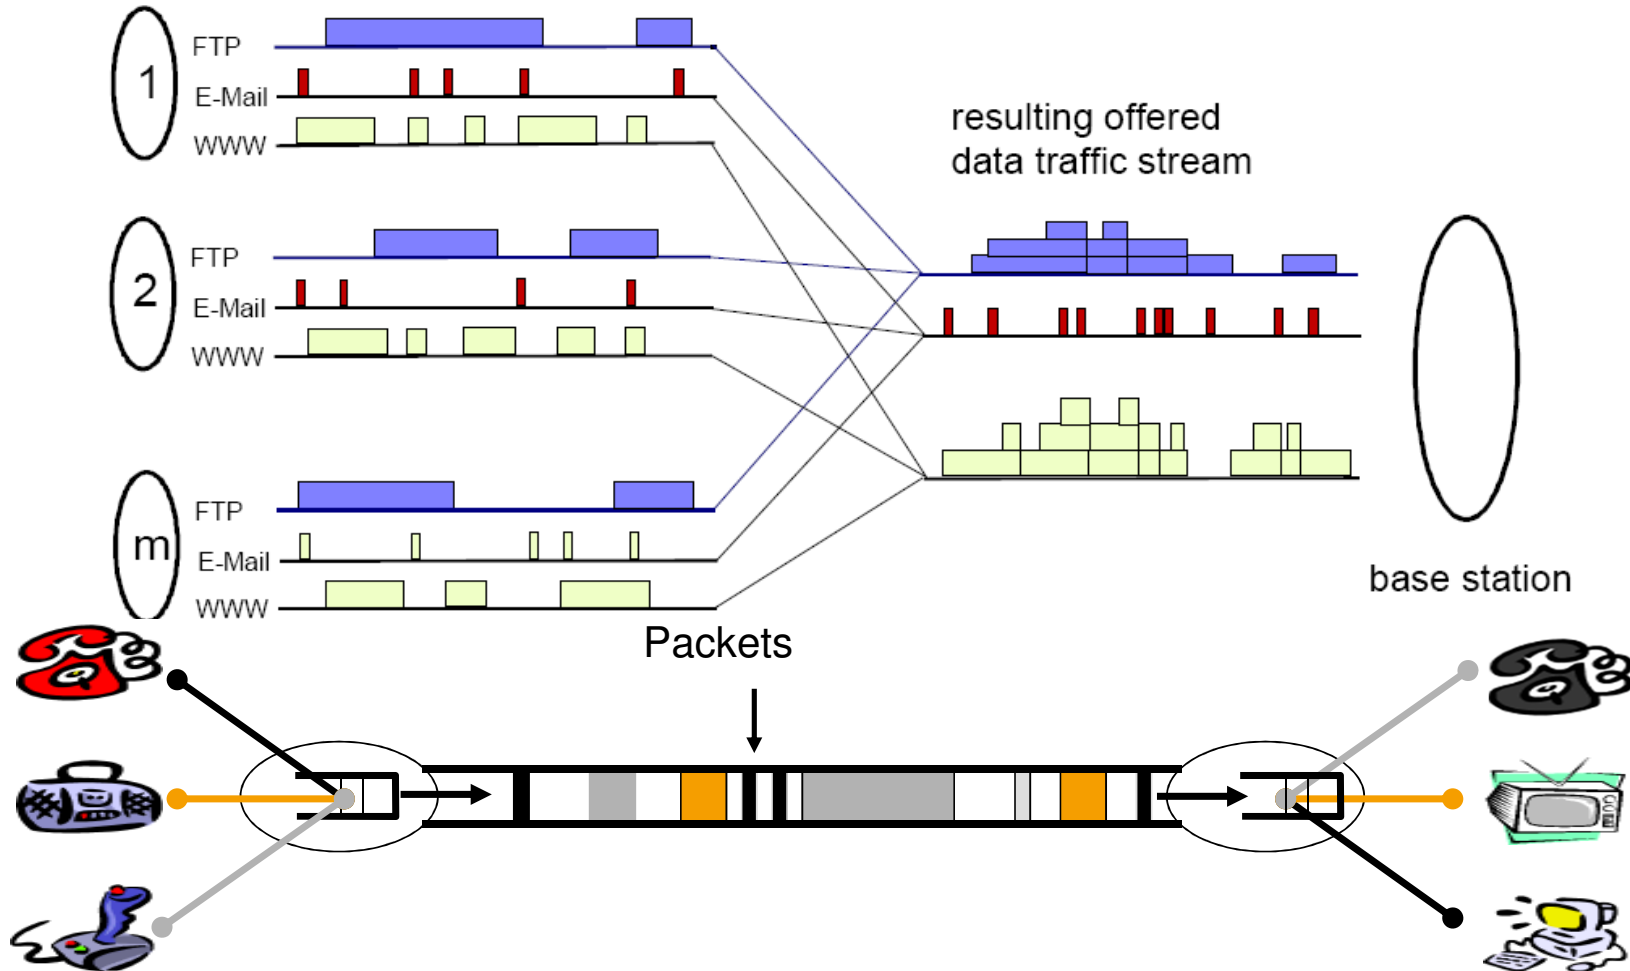 1
FTP
E-Mail
WWW
resulting offered
data traffic stream
2
FTP
E-Mail
WWW
m
FTP
E-Mail
WWW
base station
Packets